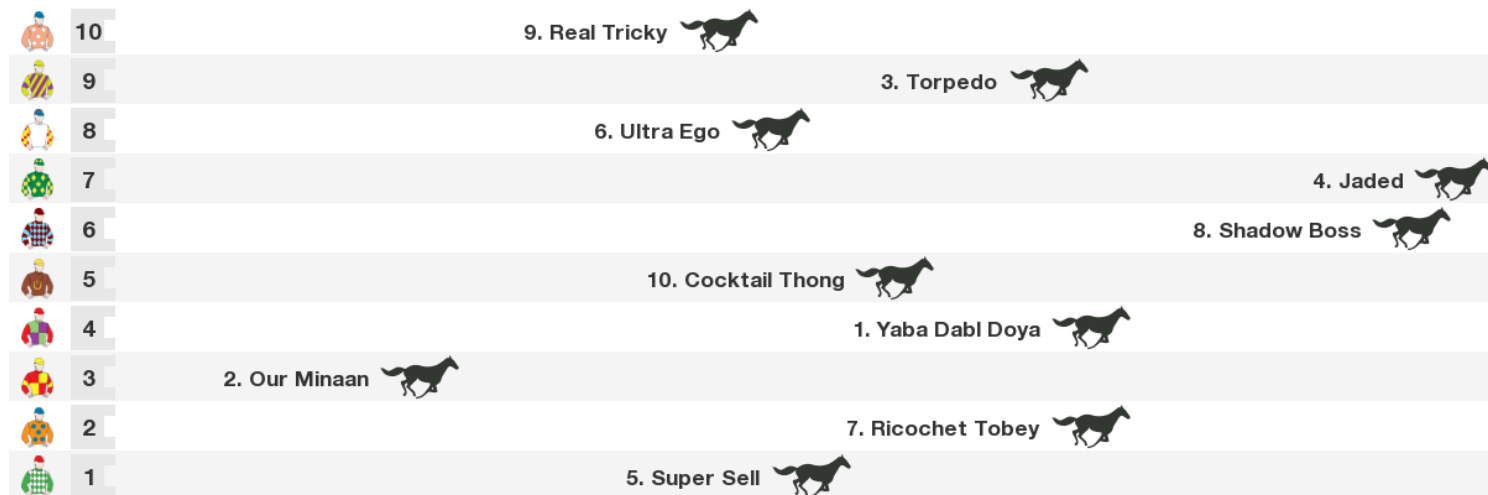 10 9. Real Tricky
9 3. Torpedo
8 6. Ultra Ego
7 4. Jaded
6 8. Shadow Boss
5 10. Cocktail Thong
4 1. Yaba Dabl Doya
3 2. Our Minaan
2 7. Ricochet Tobey
1 5. Super Sell